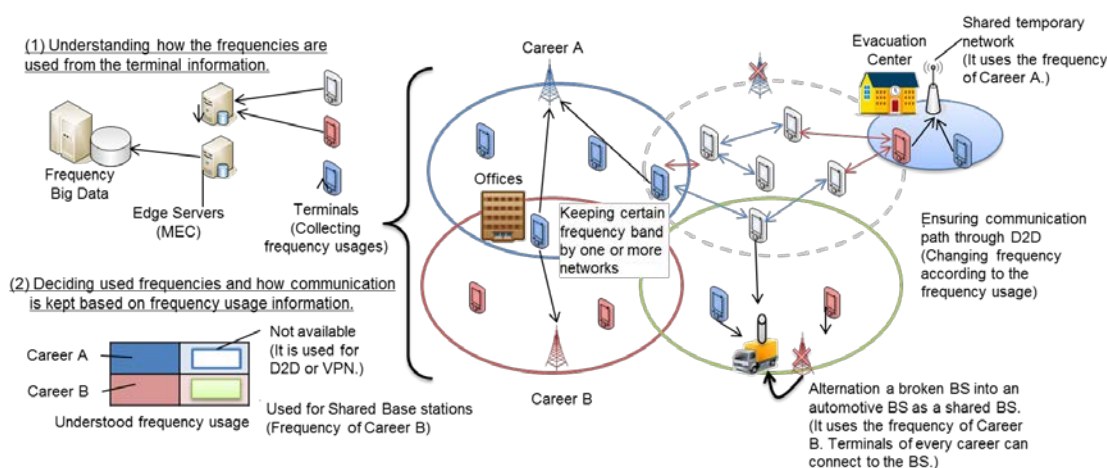 (1) Understanding how the frequencies are
used from the terminal information.
Frequency
Big Data
Edge Servers
(MEC)
Terminals
(Collecting
frequency usages)
(2) Deciding used frequencies and how communication
is kept based on frequency usage information.
Career A
Career B
Not available
(It is used for
D2D or VPN.)
Understood frequency usage
Used for Shared Base stations
(Frequency of Career B)
Career A
Offices
Keeping certain
frequency band
by one or more
networks
Career B
Evacuation
Center
Shared temporary
network
(It uses the frequency
of Career A.)
Ensuring communication
path through D2D
(Changing frequency
according to the
frequency usage)
Alternation a broken BS into an
automotive BS as a shared BS.
(It uses the frequency of Career
B. Terminals of every career can
connect to the BS.)